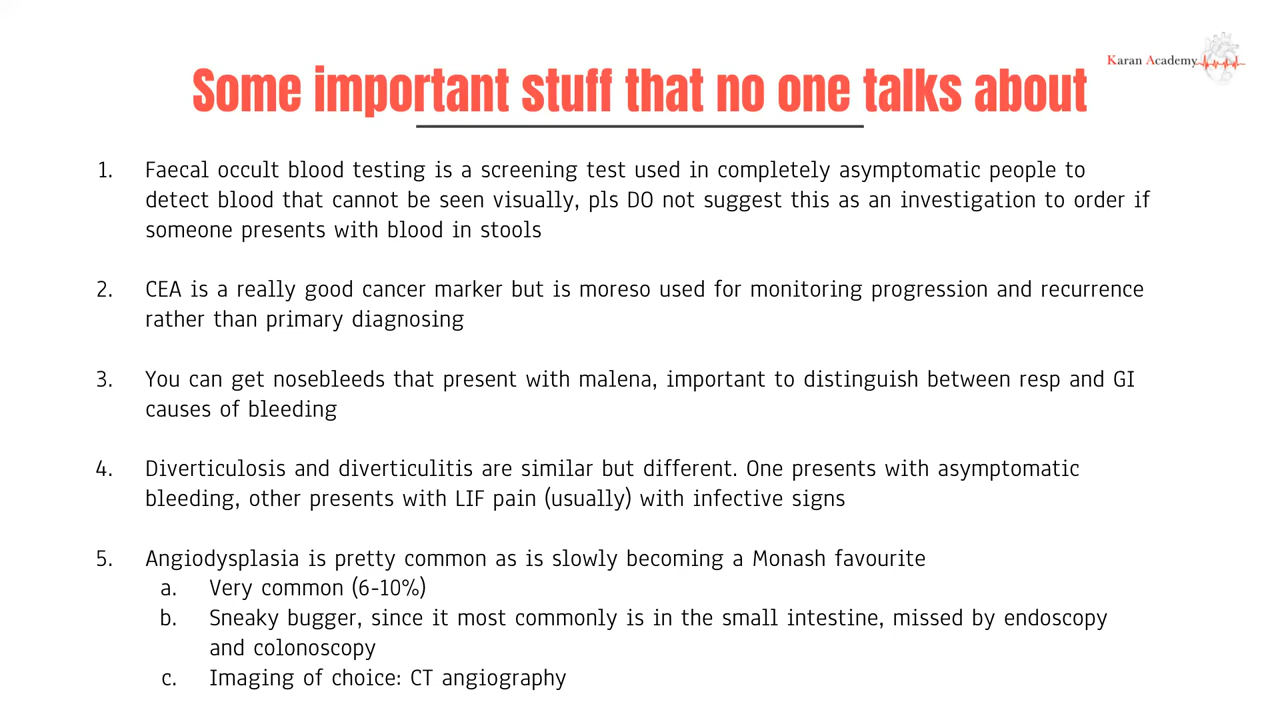 Karan Academy
Some important stuff that no one talks about
1. Faecal occult blood testing is a screening test used in completely asymptomatic people to
detect blood that cannot be seen visually, pls DO not suggest this as an investigation to order if
someone presents with blood in stools
2. CEA is a really good cancer marker but is moreso used for monitoring progression and recurrence
rather than primary diagnosing
3. You can get nosebleeds that present with malena, important to distinguish between resp and GI
causes of bleeding
4. Diverticulosis and diverticulitis are similar but different. One presents with asymptomatic
bleeding, other presents with LIF pain (usually) with infective signs
5. Angiodysplasia is pretty common as is slowly becoming a Monash favourite
a. Very common (6-10%)
b. Sneaky bugger, since it most commonly is in the small intestine, missed by endoscopy
and colonoscopy
c. Imaging of choice: CT angiography